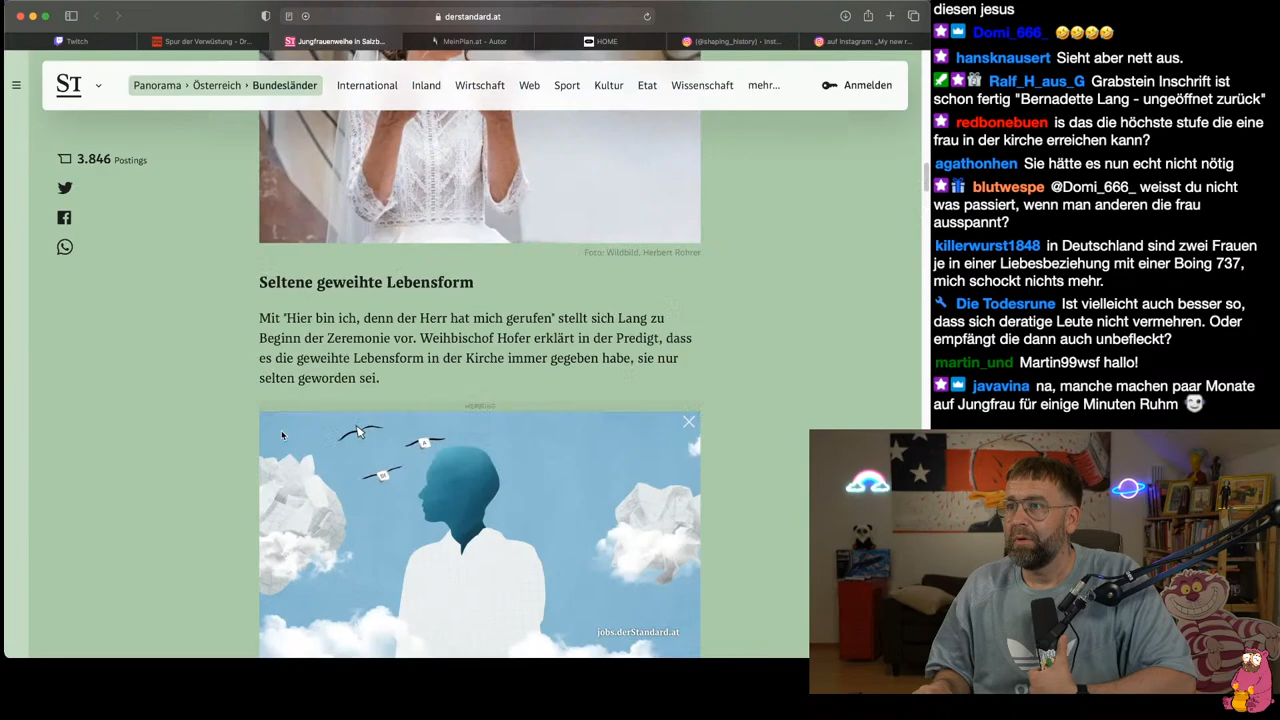 derstandard.at
Twitch
Spur der Verwüstung – Dr...
Jungfrauenweihe in Salzb...
MeinPlan.at – Autor
HOME
(@shaping_history) • Inst...
auf Instagram: „My new r...
ST
Panorama › Österreich › Bundesländer
International
Inland
Wirtschaft
Web
Sport
Kultur
Etat
Wissenschaft
mehr...
Anmelden
3.846 Postings
Foto: Wildbild, Herbert Rohrer
Seltene geweihte Lebensform
Mit "Hier bin ich, denn der Herr hat mich gerufen" stellt sich Lang zu
Beginn der Zeremonie vor. Weihbischof Hofer erklärt in der Predigt, dass
es die geweihte Lebensform in der Kirche immer gegeben habe, sie nur
selten geworden sei.
WERBUNG
A
jobs.derStandard.at
diesen jesus
Domi_666_ 🤣🤣🤣🤣
hansknausert Sieht aber nett aus.
Ralf_H_aus_G Grabstein Inschrift ist
schon fertig "Bernadette Lang - ungeöffnet zurück"
redbonebuen is das die höchste stufe die eine
frau in der kirche erreichen kann?
agathonhen Sie hätte es nun echt nicht nötig
blutwespe @Domi_666_ weisst du nicht
was passiert, wenn man anderen die frau
ausspannt?
killerwurst1848 in Deutschland sind zwei Frauen
je in einer Liebesbeziehung mit einer Boing 737,
mich schockt nichts mehr.
Die Todesrune Ist vielleicht auch besser so,
dass sich derartige Leute nicht vermehren. Oder
empfängt die dann auch unbefleckt?
martin_und Martin99wsf hallo!
javavina na, manche machen paar Monate
auf Jungfrau für einige Minuten Ruhm